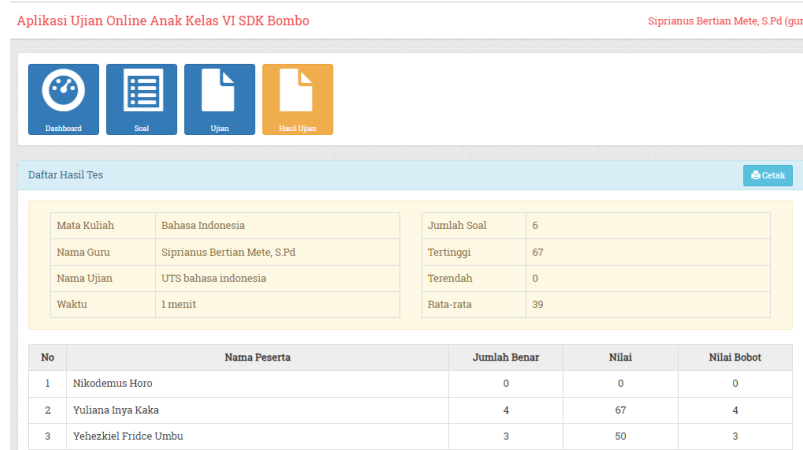 Aplikasi Ujian Online Anak Kelas VI SDK Bombo
Siprianus Bertian Mete, S.Pd (gur
Dashboard
Soal
Ujian
Hasil Ujian
Daftar Hasil Tes
Cetak
Mata Kuliah Bahasa Indonesia
Nama Guru Siprianus Bertian Mete, S.Pd
Nama Ujian UTS bahasa indonesia
Waktu 1 menit
Jumlah Soal 6
Tertinggi 67
Terendah 0
Rata-rata 39
No Nama Peserta Jumlah Benar Nilai Nilai Bobot
1 Nikodemus Horo 0 0 0
2 Yuliana Inya Kaka 4 67 4
3 Yehezkiel Fridce Umbu 3 50 3